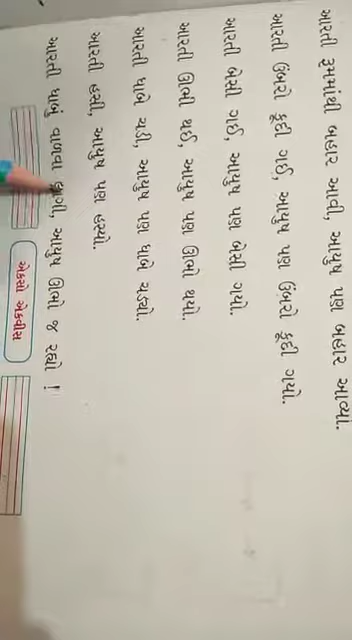 આરતી રૂમમાંથી બહાર આવી, આયુષ પણ બહાર આવ્યો.
આરતી ઉંબરો કૂદી ગઈ, આયુષ પણ ઉંબરો કૂદી ગયો.
આરતી બેસી ગઈ, આયુષ પણ બેસી ગયો.
આરતી ઊભી થઈ, આયુષ પણ ઊભો થયો.
આરતી ધાબે ચડી, આયુષ પણ ધાબે ચડ્યો.
આરતી હસી, આયુષ પણ હસ્યો.
આરતી ધાબું વાળવા લાગી, આયુષ ઊભો જ રહ્યો !
એકસો એકવીસ